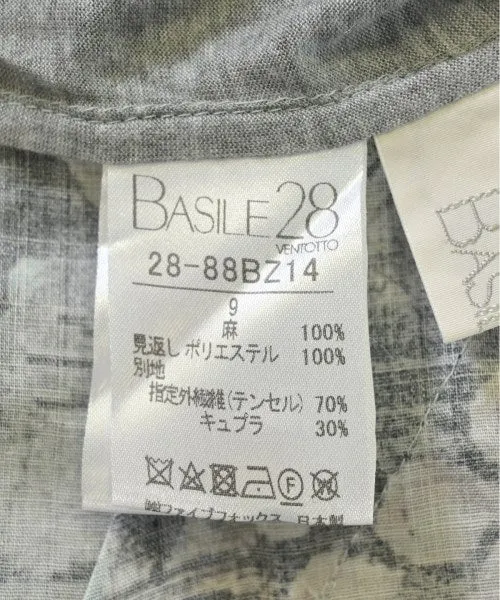 BASILE 28
VENTOTTO
28-88BZ14
9
麻 100%
見返し ポリエステル 100%
別地
指定外繊維(テンセル) 70%
キュプラ 30%
F W
㈱ファイブフォックス 日本製
BAS